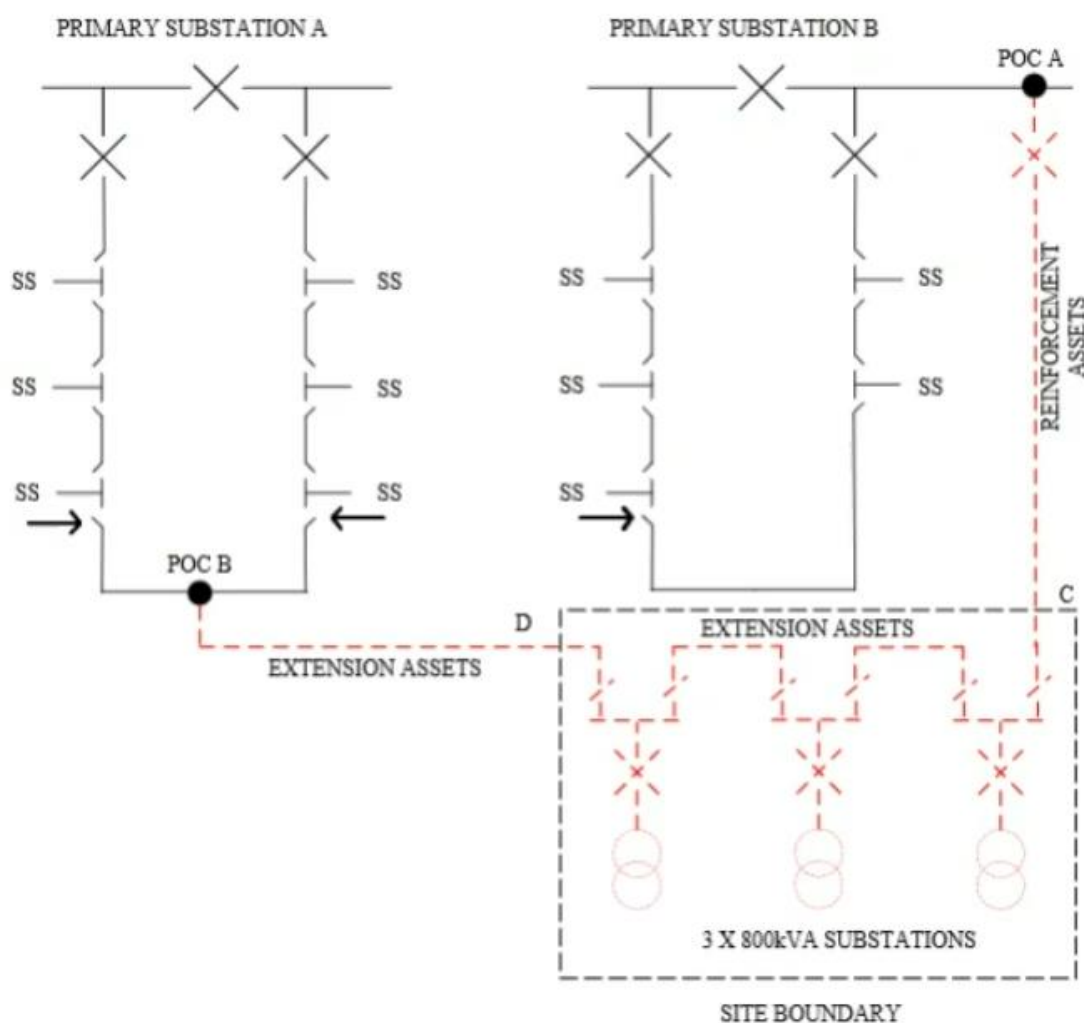 PRIMARY SUBSTATION A
PRIMARY SUBSTATION B
POC A
SS
SS
SS
SS
SS
SS
SS
SS
SS
SS
SS
REINFORCEMENT
ASSETS
POC B
C
D
EXTENSION ASSETS
EXTENSION ASSETS
3 X 800kVA SUBSTATIONS
SITE BOUNDARY